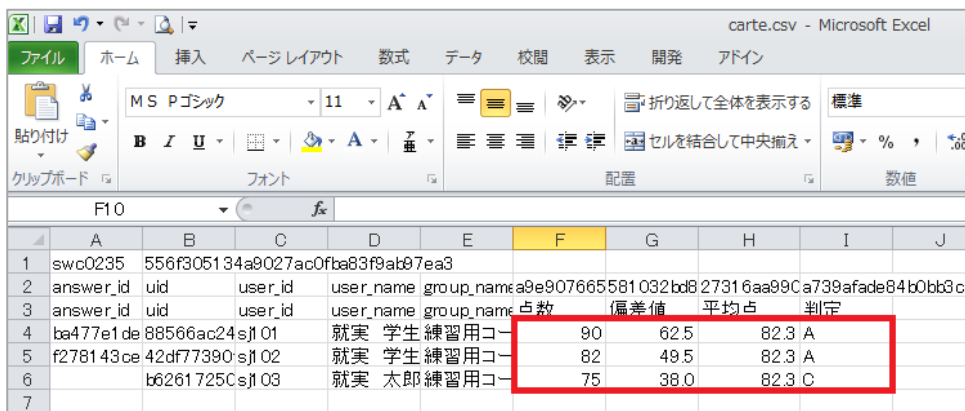 carte.csv - Microsoft Excel
ファイル ホーム 挿入 ページ レイアウト 数式 データ 校閲 表示 開発 アドイン
ＭＳ Ｐゴシック 11 A A 折り返して全体を表示する 標準
貼り付け B I U A セルを結合して中央揃え % ,
クリップボード フォント 配置 数値
F10 fx
A B C D E F G H I J
1 swc0235 556f305134a9027ac0fba83f9ab97ea3
2 answer_id uid user_id user_name group_name a9e907665 581032bd8 27316aa990 a739afade84b0bb3c
3 answer_id uid user_id user_name group_name 点数 偏差値 平均点 判定
4 ba477e1de 88566ac24 sj101 就実 学生 練習用コー 90 62.5 82.3 A
5 f278143ce 42df77390 sj102 就実 学生 練習用コー 82 49.5 82.3 A
6 b6261725C sj103 就実 太郎 練習用コー 75 38.0 82.3 C
7